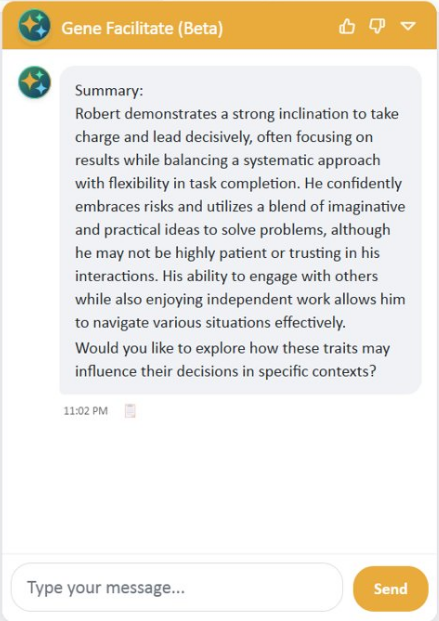 Gene Facilitate (Beta)
Summary:
Robert demonstrates a strong inclination to take
charge and lead decisively, often focusing on
results while balancing a systematic approach
with flexibility in task completion. He confidently
embraces risks and utilizes a blend of imaginative
and practical ideas to solve problems, although
he may not be highly patient or trusting in his
interactions. His ability to engage with others
while also enjoying independent work allows him
to navigate various situations effectively.
Would you like to explore how these traits may
influence their decisions in specific contexts?
11:02 PM
Type your message...
Send